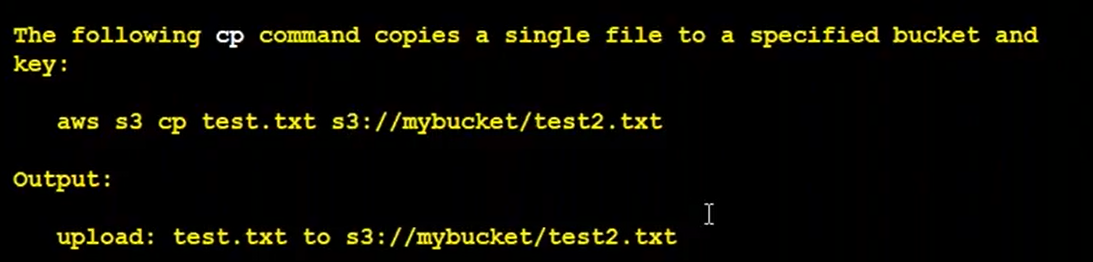 The following cp command copies a single file to a specified bucket and
key:
aws s3 cp test.txt s3://mybucket/test2.txt
Output:
upload: test.txt to s3://mybucket/test2.txt